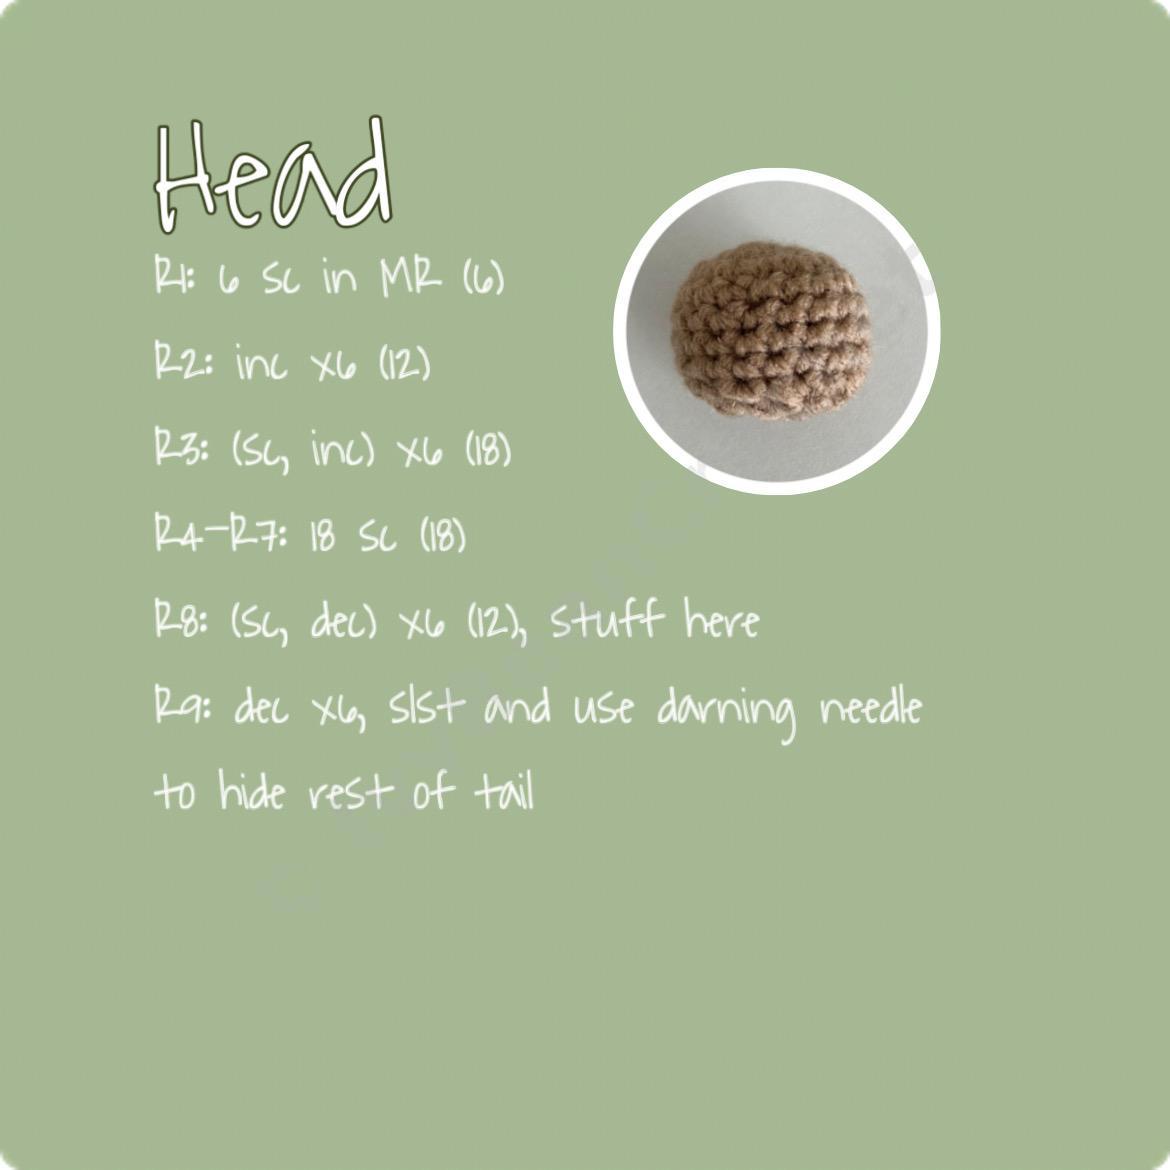 Head
R1: 6 sc in MR (6)
R2: inc x6 (12)
R3: (sc, inc) x6 (18)
R4-R7: 18 sc (18)
R8: (sc, dec) x6 (12), stuff here
R9: dec x6, slst and use darning needle
to hide rest of tail